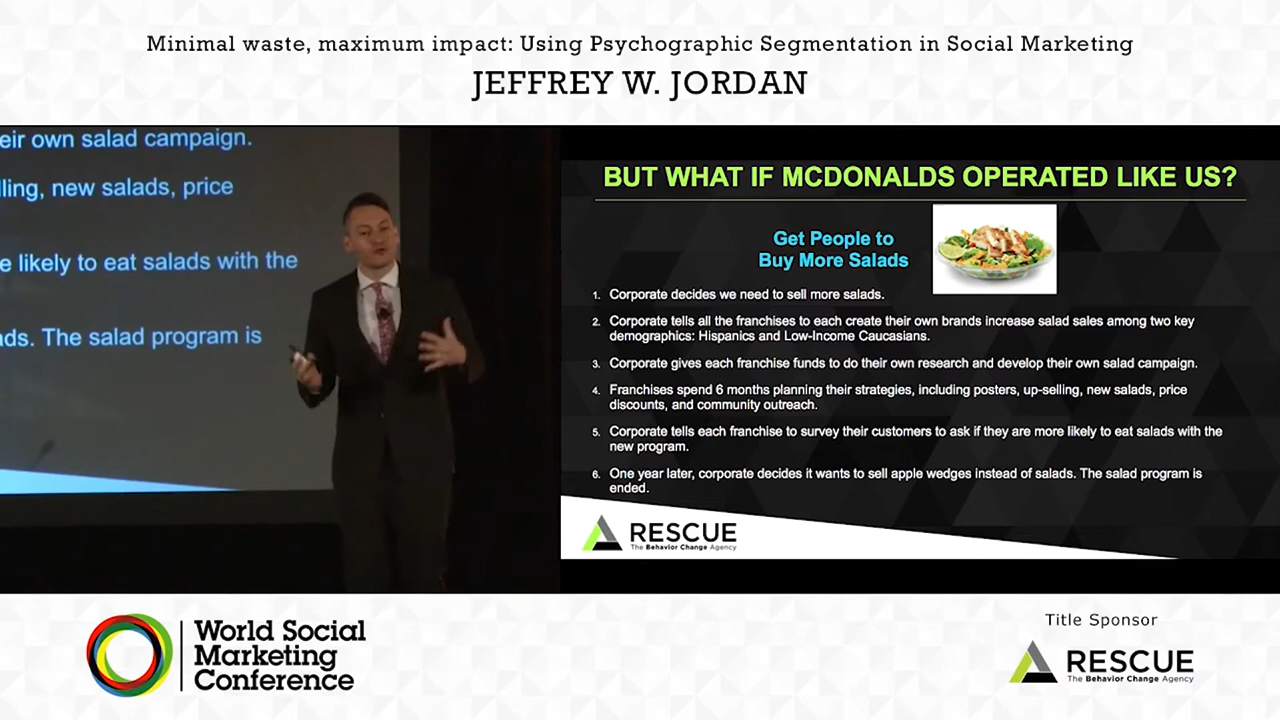 Minimal waste, maximum impact: Using Psychographic Segmentation in Social Marketing
JEFFREY W. JORDAN
eir own salad campaign.
lling, new salads, price
e likely to eat salads with the
ads. The salad program is
BUT WHAT IF MCDONALDS OPERATED LIKE US?
Get People to
Buy More Salads
1. Corporate decides we need to sell more salads.
2. Corporate tells all the franchises to each create their own brands increase salad sales among two key
demographics: Hispanics and Low-Income Caucasians.
3. Corporate gives each franchise funds to do their own research and develop their own salad campaign.
4. Franchises spend 6 months planning their strategies, including posters, up-selling, new salads, price
discounts, and community outreach.
5. Corporate tells each franchise to survey their customers to ask if they are more likely to eat salads with the
new program.
6. One year later, corporate decides it wants to sell apple wedges instead of salads. The salad program is
ended.
RESCUE
The Behavior Change Agency
World Social
Marketing
Conference
Title Sponsor
RESCUE
The Behavior Change Agency